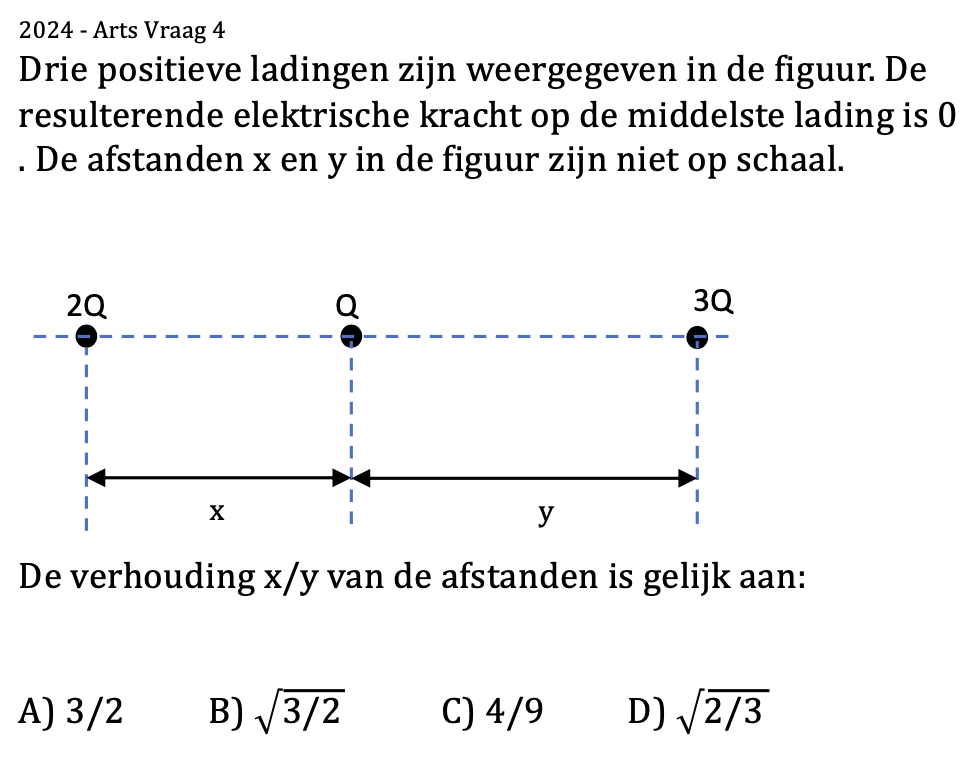 2024 - Arts Vraag 4
Drie positieve ladingen zijn weergegeven in de figuur. De
resulterende elektrische kracht op de middelste lading is 0
. De afstanden x en y in de figuur zijn niet op schaal.
2Q Q 3Q
x y
De verhouding x/y van de afstanden is gelijk aan:
A) 3/2 B) √3/2 C) 4/9 D) √2/3